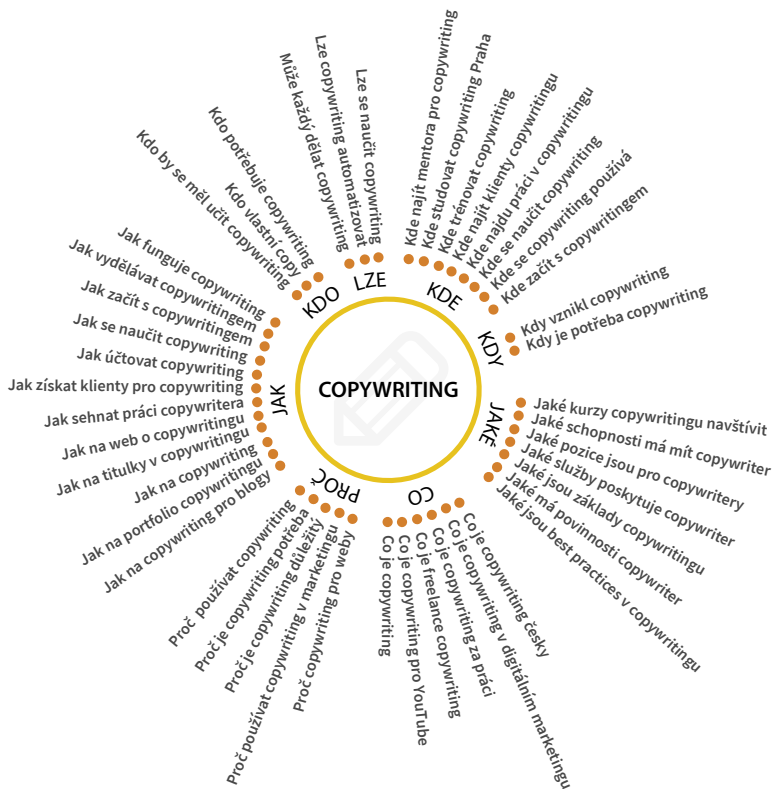 COPYWRITING
LZE
Může každý dělat copywriting
Lze copywriting automatizovat
Lze se naučit copywriting
KDE
Kde najít mentora pro copywriting
Kde studovat copywriting Praha
Kde trénovat copywriting
Kde najít klienty copywritingu
Kde najdu práci v copywritingu
Kde se naučit copywriting
Kde se copywriting používá
Kde začít s copywritingem
KDY
Kdy vznikl copywriting
Kdy je potřeba copywriting
JAKÉ
Jaké kurzy copywritingu navštívit
Jaké schopnosti má mít copywriter
Jaké pozice jsou pro copywritery
Jaké služby poskytuje copywriter
Jaké jsou základy copywritingu
Jaké má povinnosti copywriter
Jaké jsou best practices v copywritingu
CO
Co je copywriting česky
Co je copywriting v digitálním marketingu
Co je copywriting za práci
Co je freelance copywriting
Co je copywriting pro YouTube
Co je copywriting
PROČ
Proč copywriting pro weby
Proč používat copywriting v marketingu
Proč je copywriting důležitý
Proč je copywriting potřeba
Proč používat copywriting
JAK
Jak na copywriting pro blogy
Jak na portfolio copywritingu
Jak na copywriting
Jak na titulky v copywritingu
Jak na web o copywritingu
Jak sehnat práci copywritera
Jak získat klienty pro copywriting
Jak účtovat copywriting
Jak se naučit copywriting
Jak začít s copywritingem
Jak vydělávat copywritingem
Jak funguje copywriting
KDO
Kdo by se měl učit copywriting
Kdo vlastní copy
Kdo potřebuje copywriting